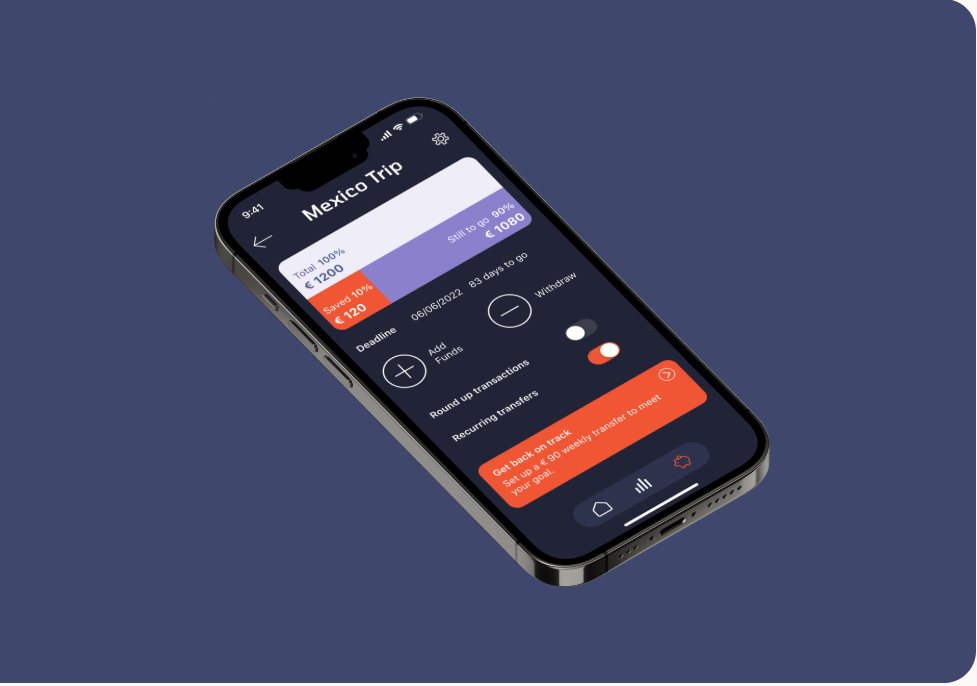 9:41
Mexico Trip
Total 100%
€ 1200
Saved 10%
€ 120
Still to go 90%
€ 1080
Deadline 06/06/2022 83 days to go
Add
Funds
Withdraw
Round up transactions
Recurring transfers
Get back on track
Set up a € 90 weekly transfer to meet
your goal.